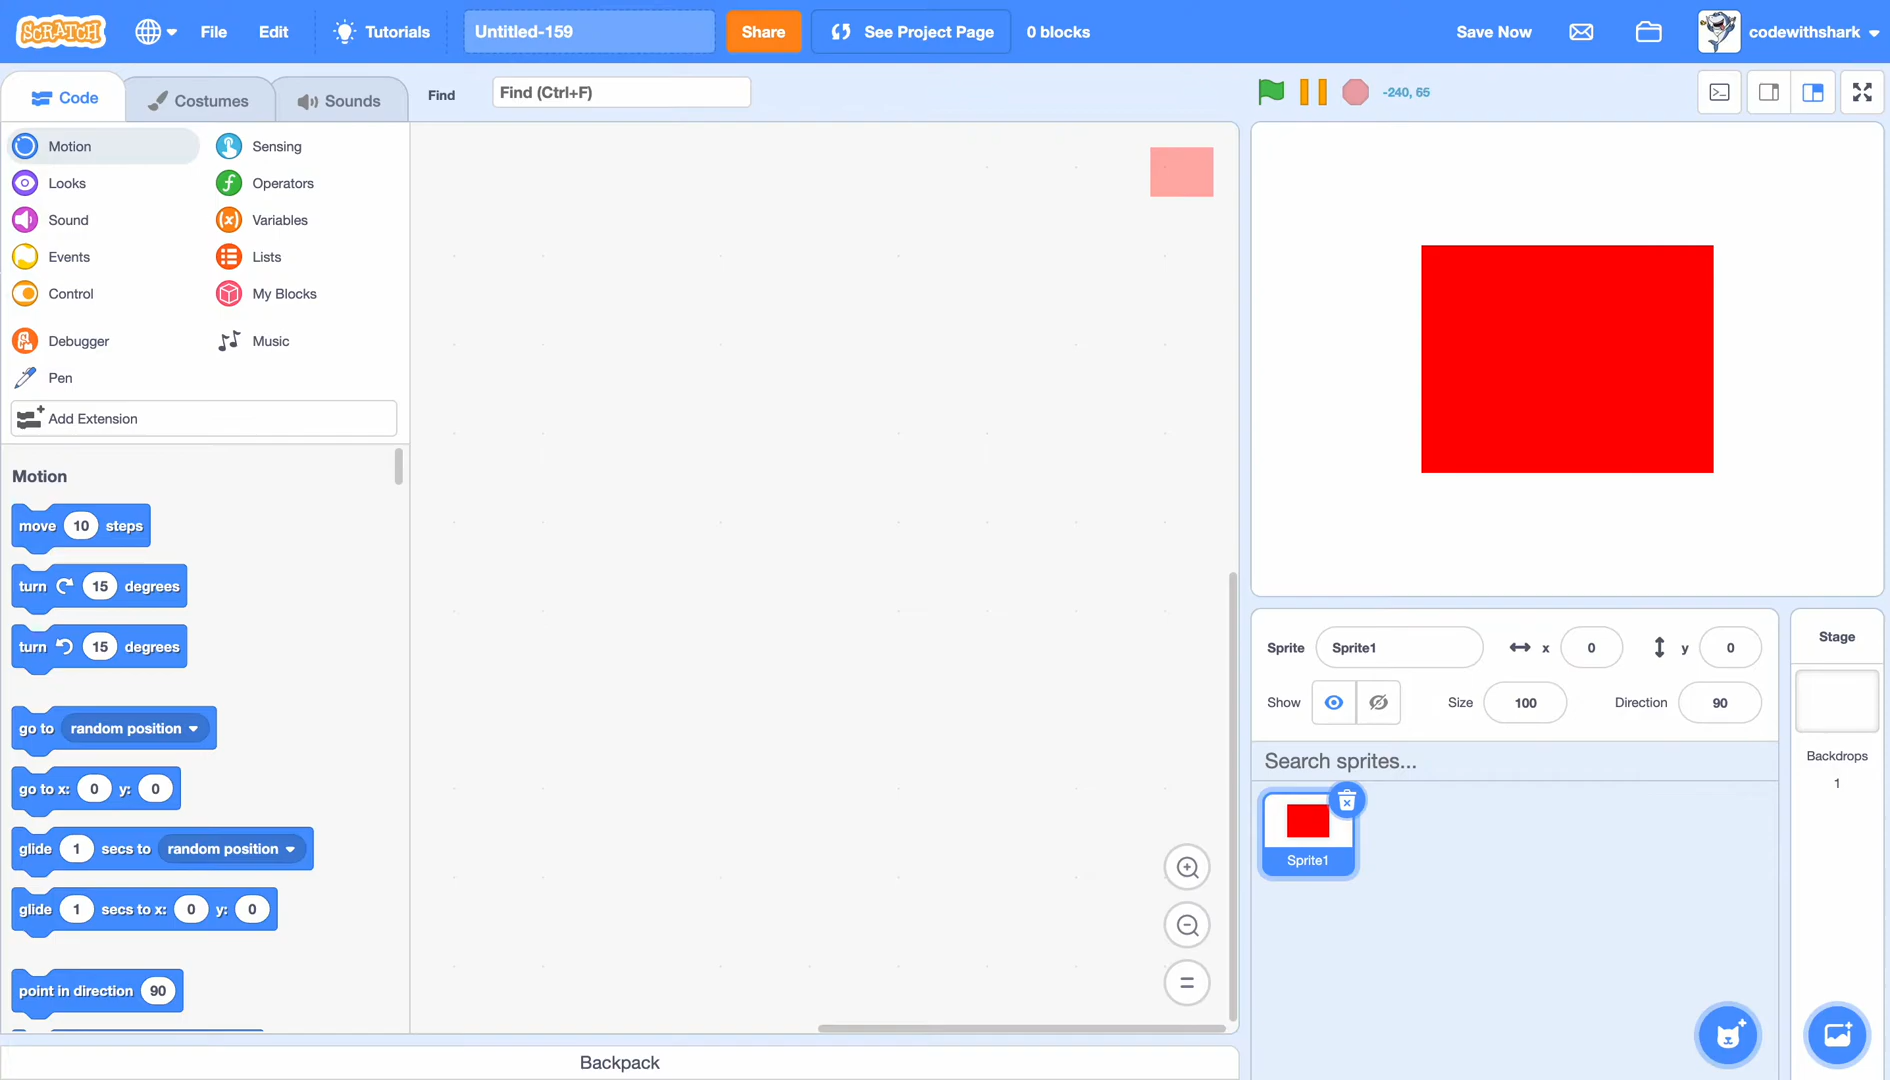 SCRATCH File Edit Tutorials Untitled-159 Share See Project Page 0 blocks Save Now codewithshark
Code Costumes Sounds Find Find (Ctrl+F) -240, 65
Motion Sensing
Looks Operators
Sound Variables
Events Lists
Control My Blocks
Debugger Music
Pen
Add Extension
Motion
move 10 steps
turn 15 degrees
turn 15 degrees
go to random position
go to x: 0 y: 0
glide 1 secs to random position
glide 1 secs to x: 0 y: 0
point in direction 90
Backpack
Sprite Sprite1 x 0 y 0
Show Size 100 Direction 90
Search sprites...
Sprite1
Stage
Backdrops
1